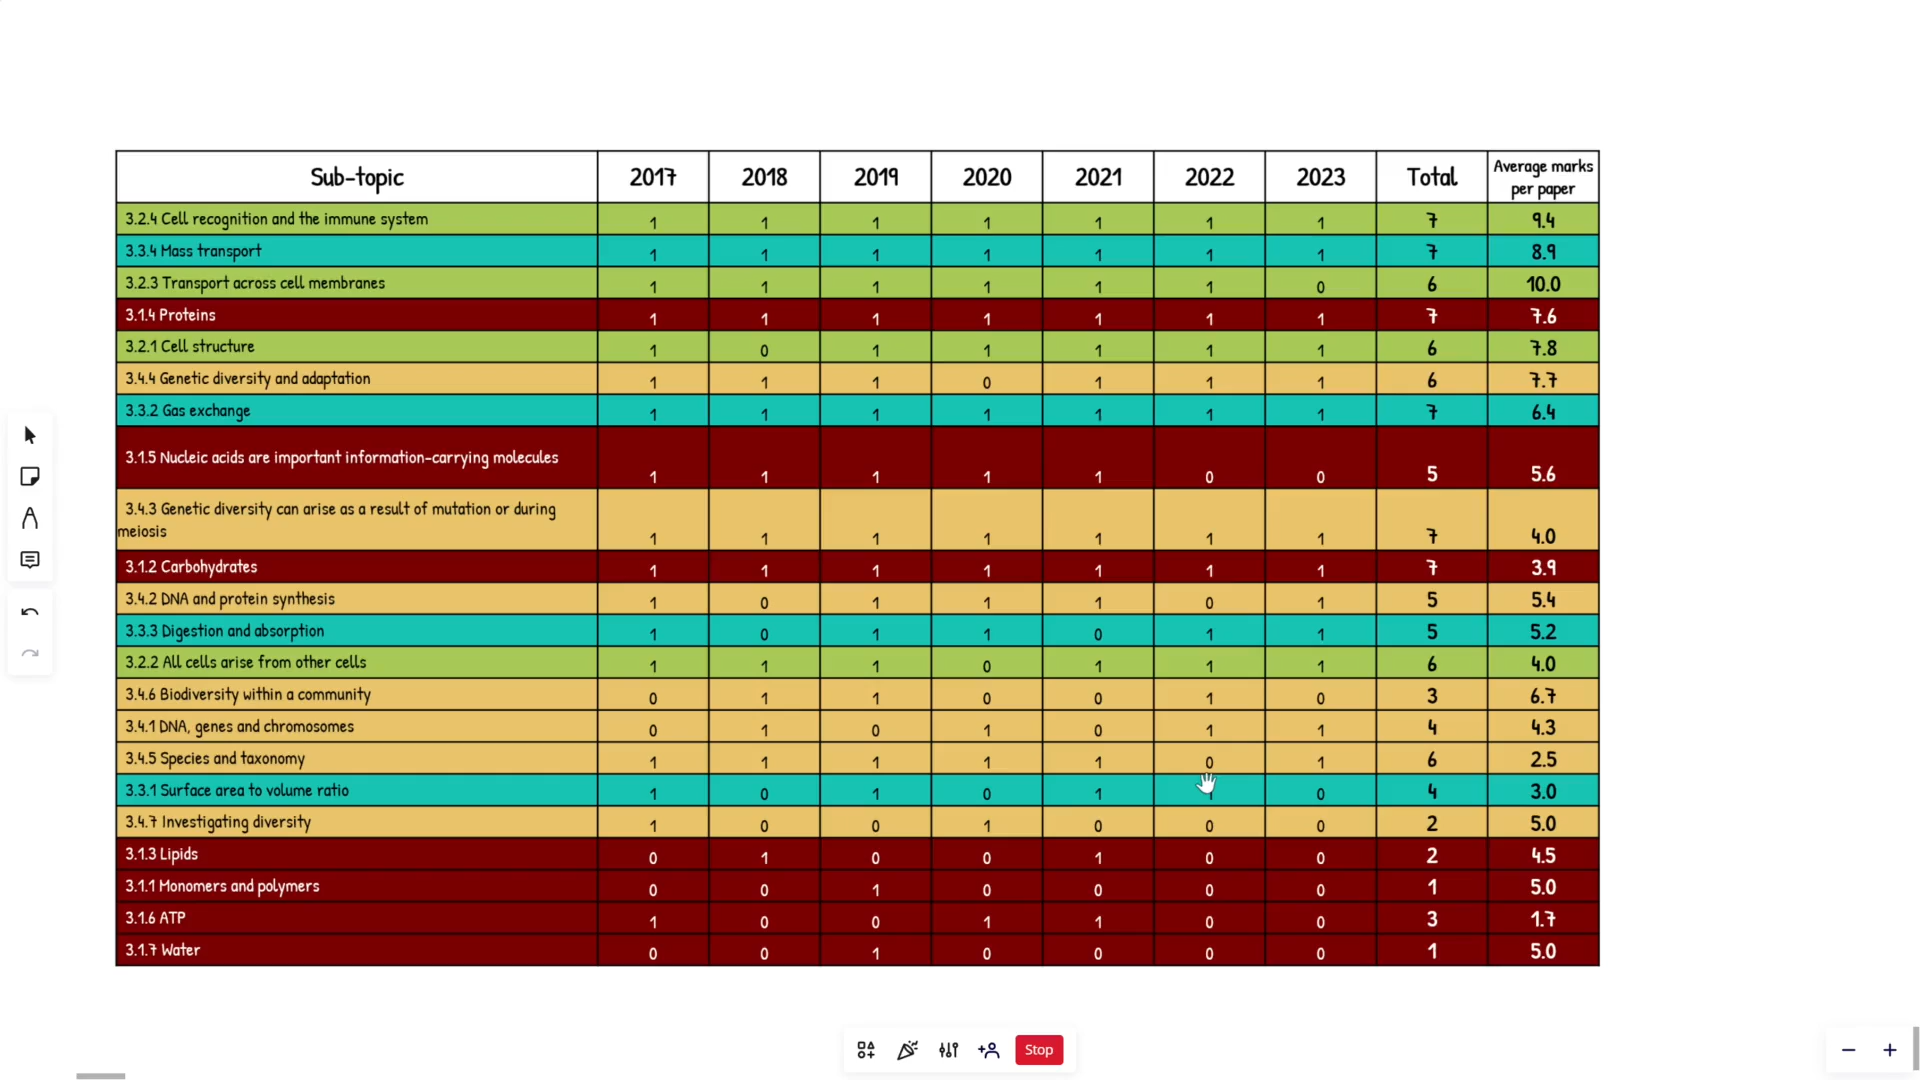 Sub-topic 2017 2018 2019 2020 2021 2022 2023 Total Average marks per paper
3.2.4 Cell recognition and the immune system 1 1 1 1 1 1 1 7 9.4
3.3.4 Mass transport 1 1 1 1 1 1 1 7 8.9
3.2.3 Transport across cell membranes 1 1 1 1 1 1 0 6 10.0
3.1.4 Proteins 1 1 1 1 1 1 1 7 7.6
3.2.1 Cell structure 1 0 1 1 1 1 1 6 7.8
3.4.4 Genetic diversity and adaptation 1 1 1 0 1 1 1 6 7.7
3.3.2 Gas exchange 1 1 1 1 1 1 1 7 6.4
3.1.5 Nucleic acids are important information-carrying molecules 1 1 1 1 1 0 0 5 5.6
3.4.3 Genetic diversity can arise as a result of mutation or during
meiosis 1 1 1 1 1 1 1 7 4.0
3.1.2 Carbohydrates 1 1 1 1 1 1 1 7 3.9
3.4.2 DNA and protein synthesis 1 0 1 1 1 0 1 5 5.4
3.3.3 Digestion and absorption 1 0 1 1 0 1 1 5 5.2
3.2.2 All cells arise from other cells 1 1 1 0 1 1 1 6 4.0
3.4.6 Biodiversity within a community 0 1 1 0 0 1 0 3 6.7
3.4.1 DNA, genes and chromosomes 0 1 0 1 0 1 1 4 4.3
3.4.5 Species and taxonomy 1 1 1 1 1 0 1 6 2.5
3.3.1 Surface area to volume ratio 1 0 1 0 1 1 0 4 3.0
3.4.7 Investigating diversity 1 0 0 1 0 0 0 2 5.0
3.1.3 Lipids 0 1 0 0 1 0 0 2 4.5
3.1.1 Monomers and polymers 0 0 1 0 0 0 0 1 5.0
3.1.6 ATP 1 0 0 1 1 0 0 3 1.7
3.1.7 Water 0 0 1 0 0 0 0 1 5.0
Stop